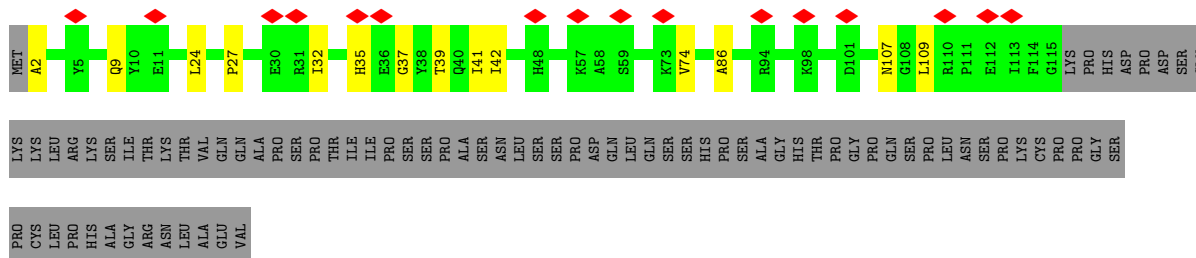 MET A2 Y5 Q9 Y10 E11 L24 P27 E30 R31 I32 H35 E36 G37 Y38 T39 Q40 I41 I42 H48 K57 A58 S59 K73 V74 A86 R94 K98 D101 N107 G108 L109 R110 P111 E112 I113 F114 G115 LYS PRO HIS ASP PRO ASP SER
LYS LYS LEU ARG LYS SER ILE THR LYS THR VAL GLN GLN ALA PRO SER PRO THR ILE ILE PRO SER SER PRO ALA SER ASN LEU SER SER PRO ASP GLN LEU GLN SER SER HIS PRO SER ALA GLY HIS THR PRO GLY PRO GLN SER PRO LEU ASN SER PRO LYS CYS PRO PRO GLY SER
PRO CYS LEU PRO HIS ALA GLY ARG ASN LEU ALA GLU VAL